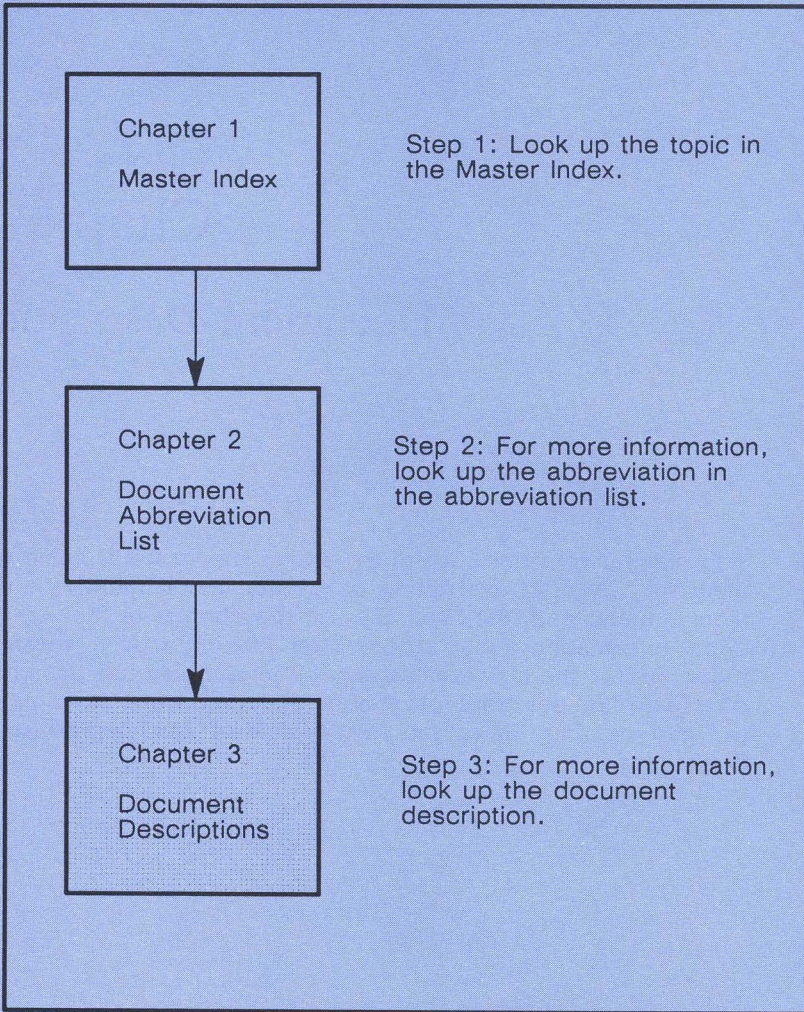 Chapter 1
Master Index
Step 1: Look up the topic in
the Master Index.
Chapter 2
Document
Abbreviation
List
Step 2: For more information,
look up the abbreviation in
the abbreviation list.
Chapter 3
Document
Descriptions
Step 3: For more information,
look up the document
description.